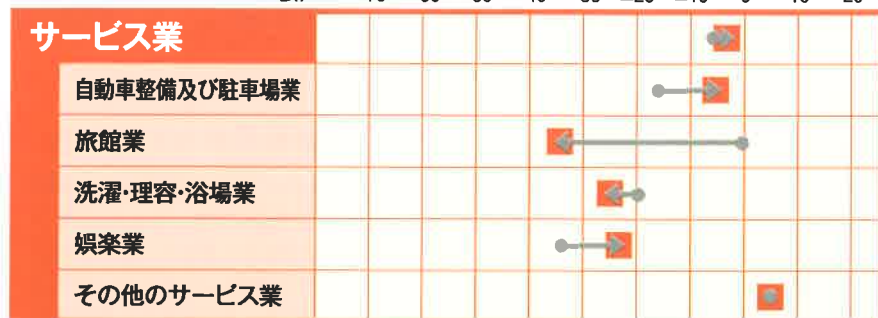 サービス業
自動車整備及び駐車場業
旅館業
洗濯・理容・浴場業
娯楽業
その他のサービス業